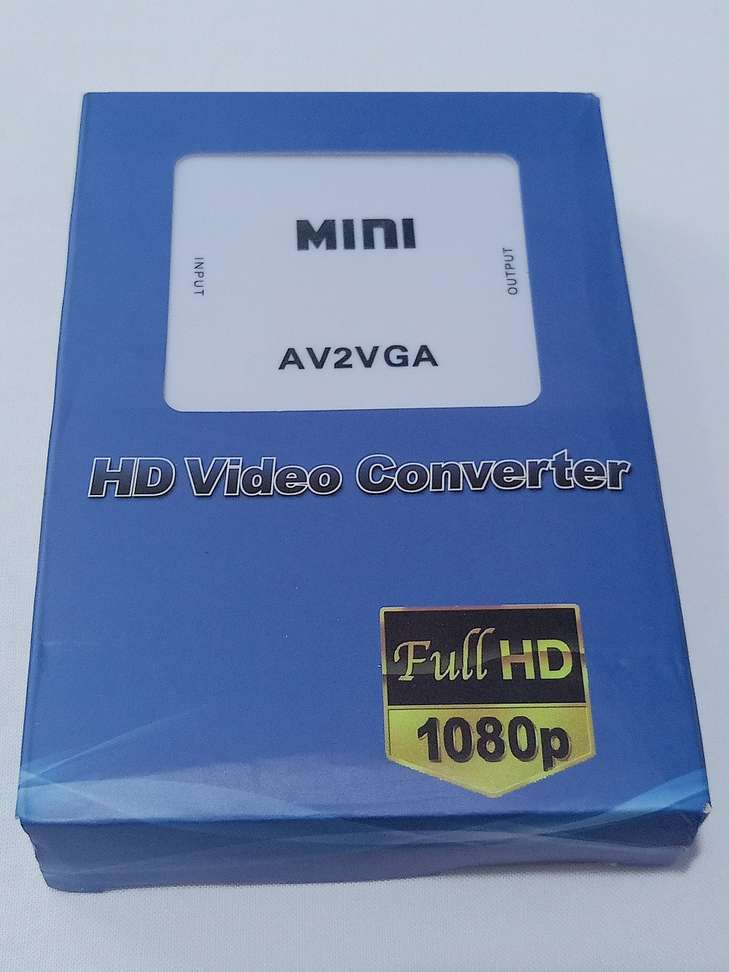 MINI
INPUT
OUTPUT
AV2VGA
HD Video Converter
Full HD
1080p